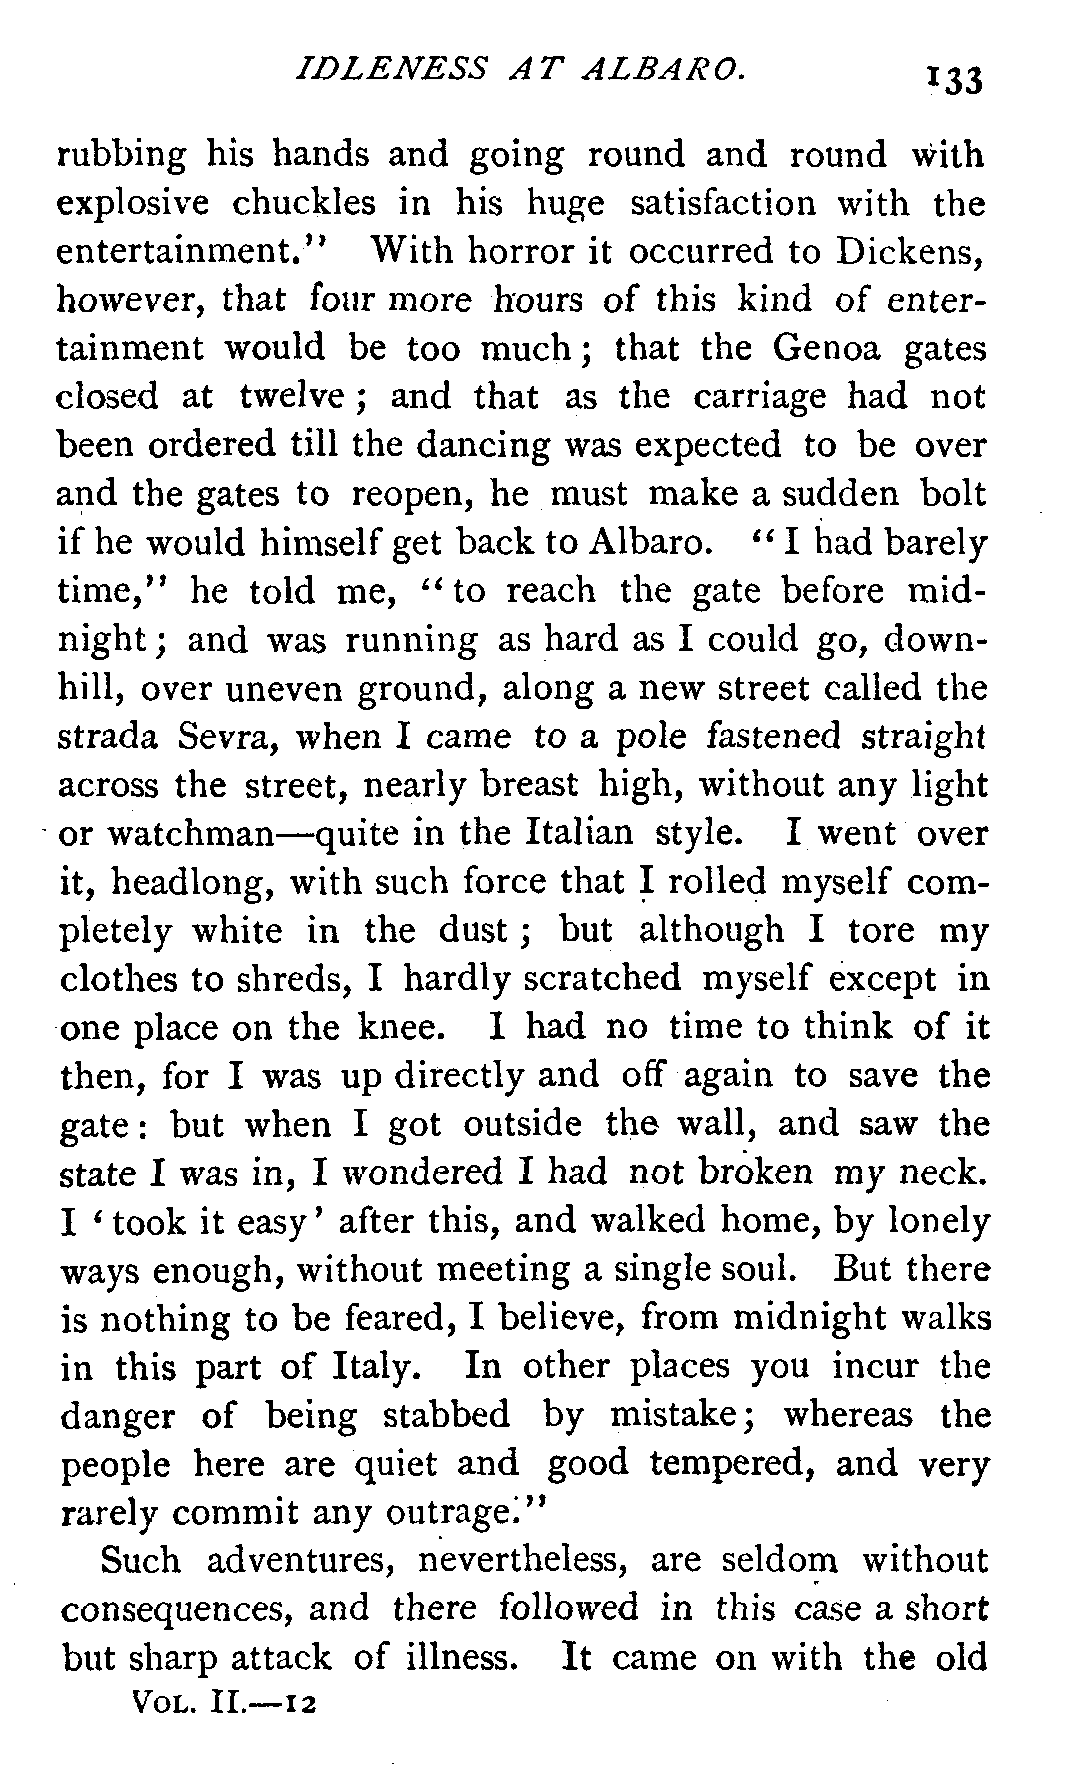 IDLENESS AT ALBARO. 133
rubbing his hands and going round and round with
explosive chuckles in his huge satisfaction with the
entertainment.” With horror it occurred to Dickens,
however, that four more hours of this kind of enter-
tainment would be too much; that the Genoa gates
closed at twelve; and that as the carriage had not
been ordered till the dancing was expected to be over
and the gates to reopen, he must make a sudden bolt
if he would himself get back to Albaro. “I had barely
time,” he told me, “to reach the gate before mid-
night; and was running as hard as I could go, down-
hill, over uneven ground, along a new street called the
strada Sevra, when I came to a pole fastened straight
across the street, nearly breast high, without any light
or watchman—quite in the Italian style. I went over
it, headlong, with such force that I rolled myself com-
pletely white in the dust; but although I tore my
clothes to shreds, I hardly scratched myself except in
one place on the knee. I had no time to think of it
then, for I was up directly and off again to save the
gate: but when I got outside the wall, and saw the
state I was in, I wondered I had not broken my neck.
I ‘took it easy’ after this, and walked home, by lonely
ways enough, without meeting a single soul. But there
is nothing to be feared, I believe, from midnight walks
in this part of Italy. In other places you incur the
danger of being stabbed by mistake; whereas the
people here are quiet and good tempered, and very
rarely commit any outrage.”
Such adventures, nevertheless, are seldom without
consequences, and there followed in this case a short
but sharp attack of illness. It came on with the old
VOL. II.—12